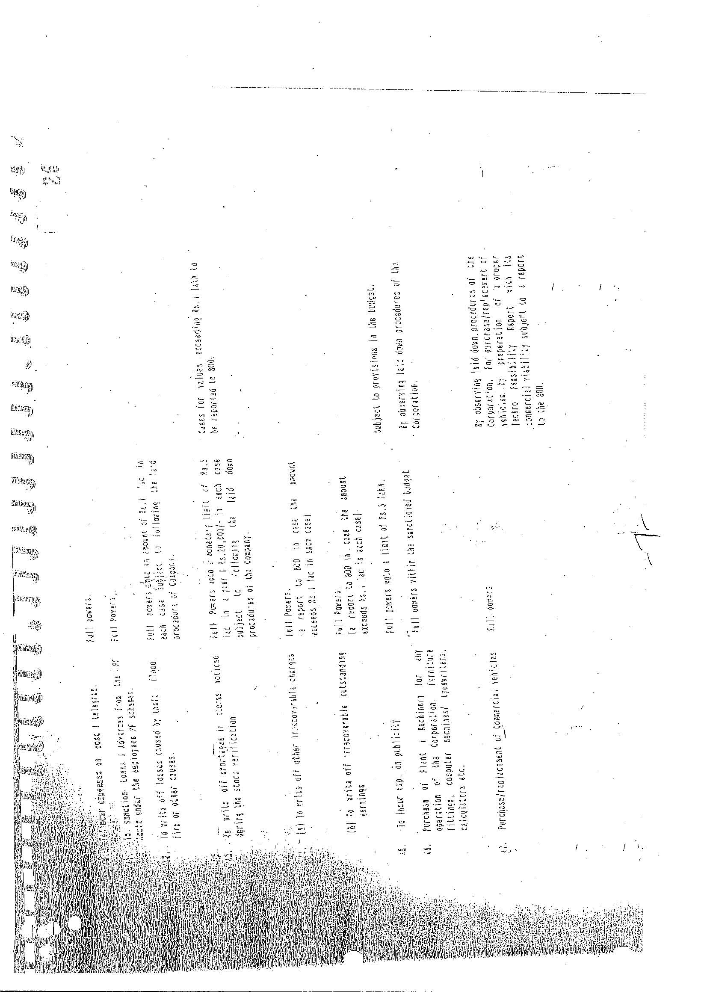 expenses on post & telegrms.
Full powers.
To sanction Loans & Advances from the PF
under the employees PF schemes.
Full Powers.
To write off losses caused by theft, flood,
fire or other causes.
Full powers upto an amount of Rs.1 lac in
each case subject to following the laid
procedure of Company.
To write off shortages in stores noticed
during the stock verification.
Full Powers upto a monetary limit of Rs.5
lac in a year & Rs.20,000/- in each case
subject to following the laid down
procedures of the Company.
Cases for values exceeding Rs.1 lakh to
be reported to BOD.
(a) To write off other irrecoverable charges
Full Powers.
(a report to BOD in case the amount
exceeds Rs.1 lac in each case)
(B) To write off irrecoverable outstanding
earnings
Full Powers.
(a report to BOD in case the amount
exceeds Rs.1 lac in each case)
To incur exp. on publicity
Full powers upto a limit of Rs.5 lakh.
Subject to provisions in the budget.
26.
Purchase of Plant & Machinery for any
operation of the Corporation, furniture
fittings, computer machines/ typewriters,
calculators etc.
Full powers within the sanctioned budget
By observing laid down procedures of the
Corporation.
27.
Purchase/replacement of Commercial vehicles
Full powers
By observing laid down procedures of the
Corporation. For purchase/replacement of
vehicles by preparation of a proper
Techno Feasibility Report with its
commercial viability subject to a report
to the BOD.